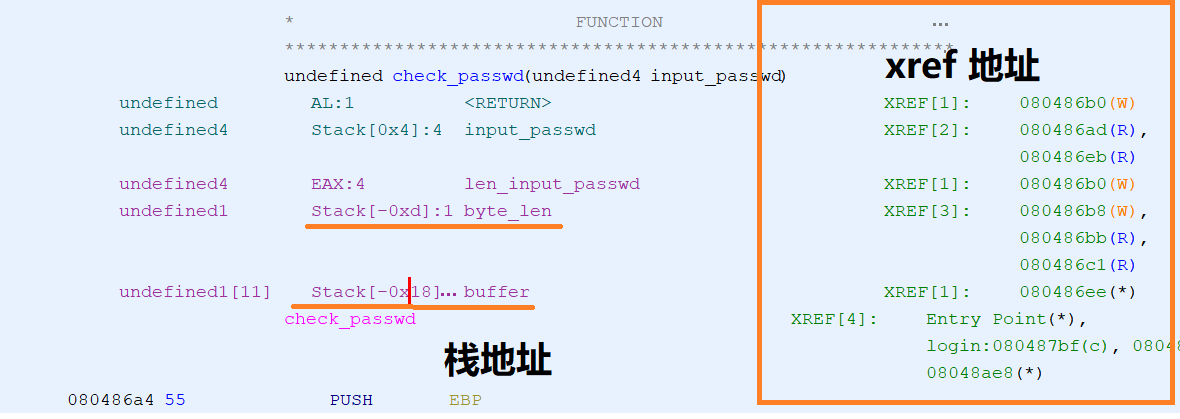 * FUNCTION ...
*************************************************************
undefined check_passwd(undefined4 input_passwd)
xref 地址
undefined AL:1 <RETURN> XREF[1]: 080486b0(W)
undefined4 Stack[0x4]:4 input_passwd XREF[2]: 080486ad(R),
080486eb(R)
undefined4 EAX:4 len_input_passwd XREF[1]: 080486b0(W)
undefined1 Stack[-0xd]:1 byte_len XREF[3]: 080486b8(W),
080486bb(R),
080486c1(R)
undefined1[11] Stack[-0x18]... buffer XREF[1]: 080486ee(*)
check_passwd XREF[4]: Entry Point(*),
login:080487bf(c), 0804
08048ae8(*)
栈地址
080486a4 55 PUSH EBP